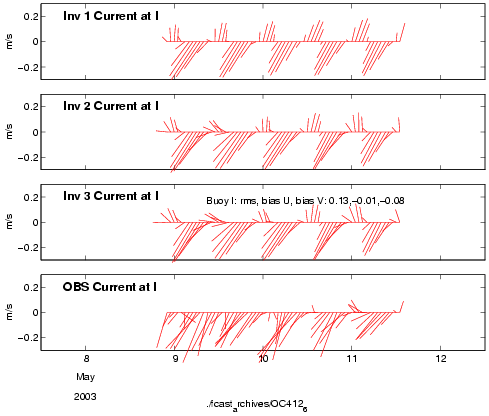 Inv 1 Current at I
0.2
0
−0.2
m/s
Inv 2 Current at I
0.2
0
−0.2
m/s
Inv 3 Current at I
Buoy I: rms, bias U, bias V: 0.13,−0.01,−0.08
0.2
0
−0.2
m/s
OBS Current at I
0.2
0
−0.2
m/s
8 9 10 11 12
May
2003
../fcast_archives/OC412_6